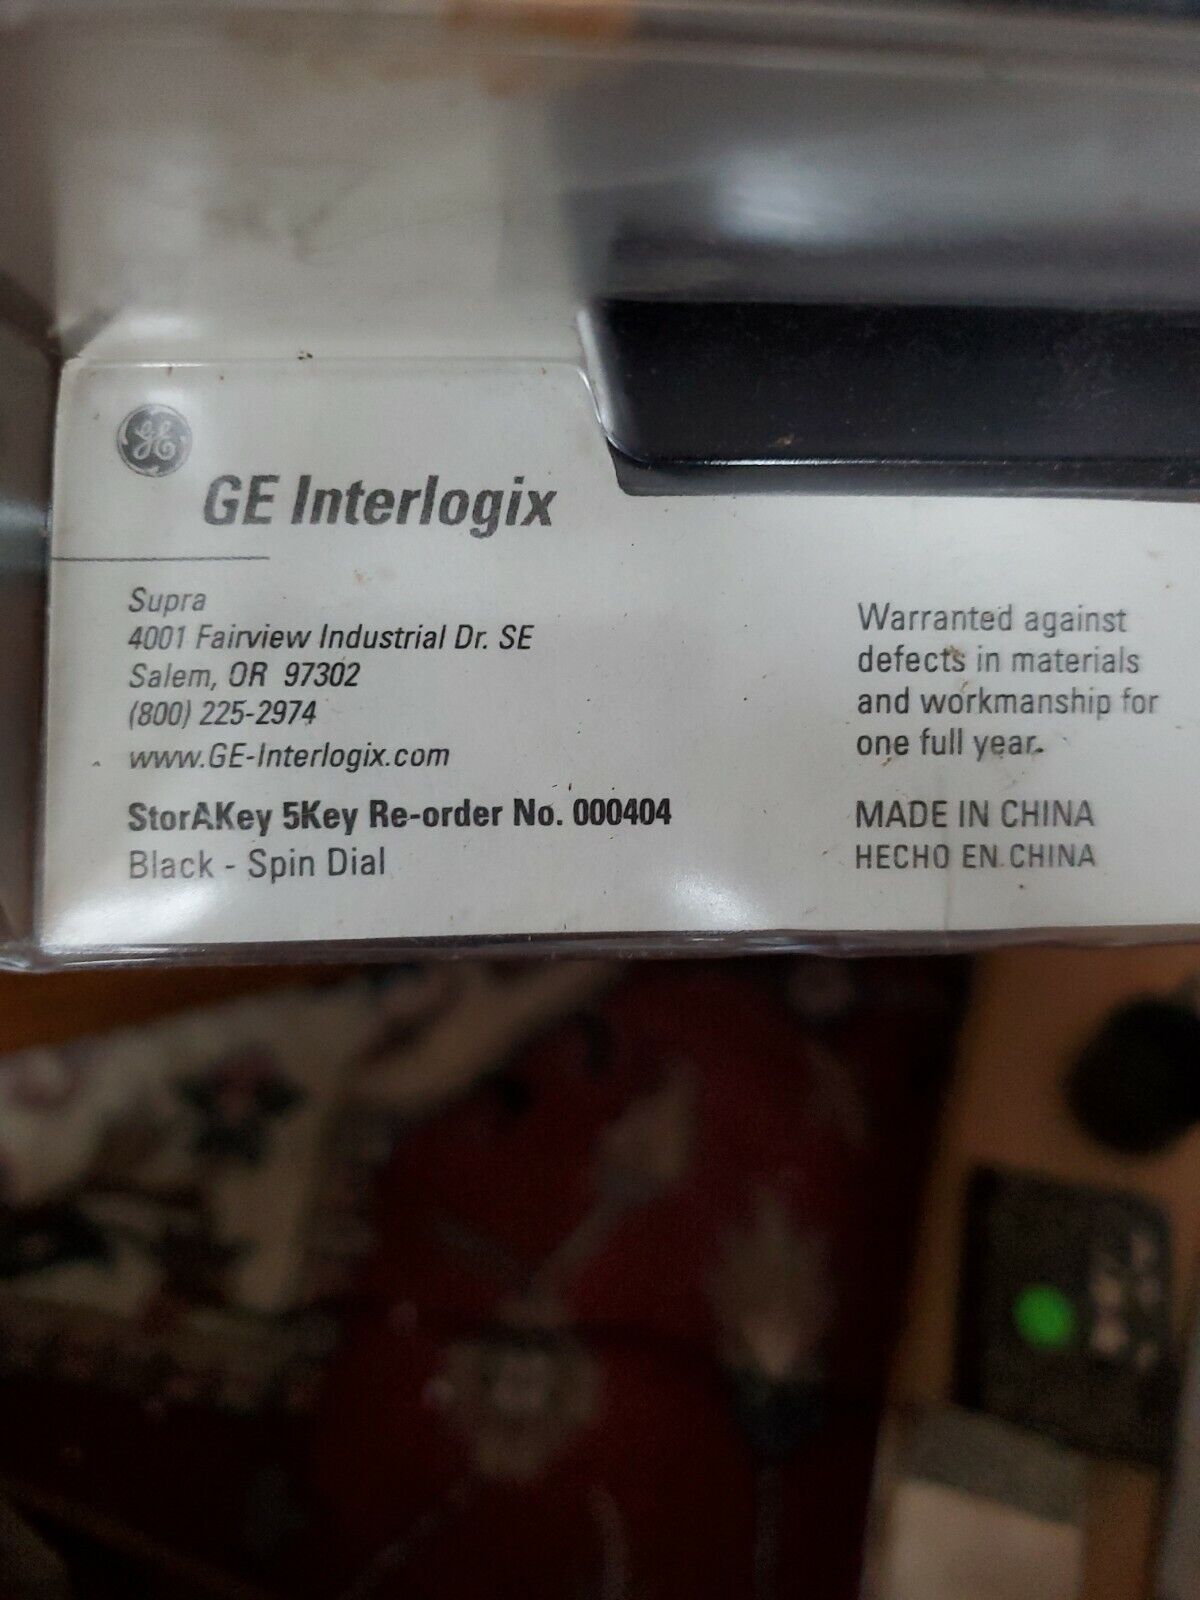 GE
GE Interlogix
Supra
4001 Fairview Industrial Dr. SE
Salem, OR 97302
(800) 225-2974
www.GE-Interlogix.com
StorAKey 5Key Re-order No. 000404
Black - Spin Dial
Warranted against
defects in materials
and workmanship for
one full year.
MADE IN CHINA
HECHO EN CHINA